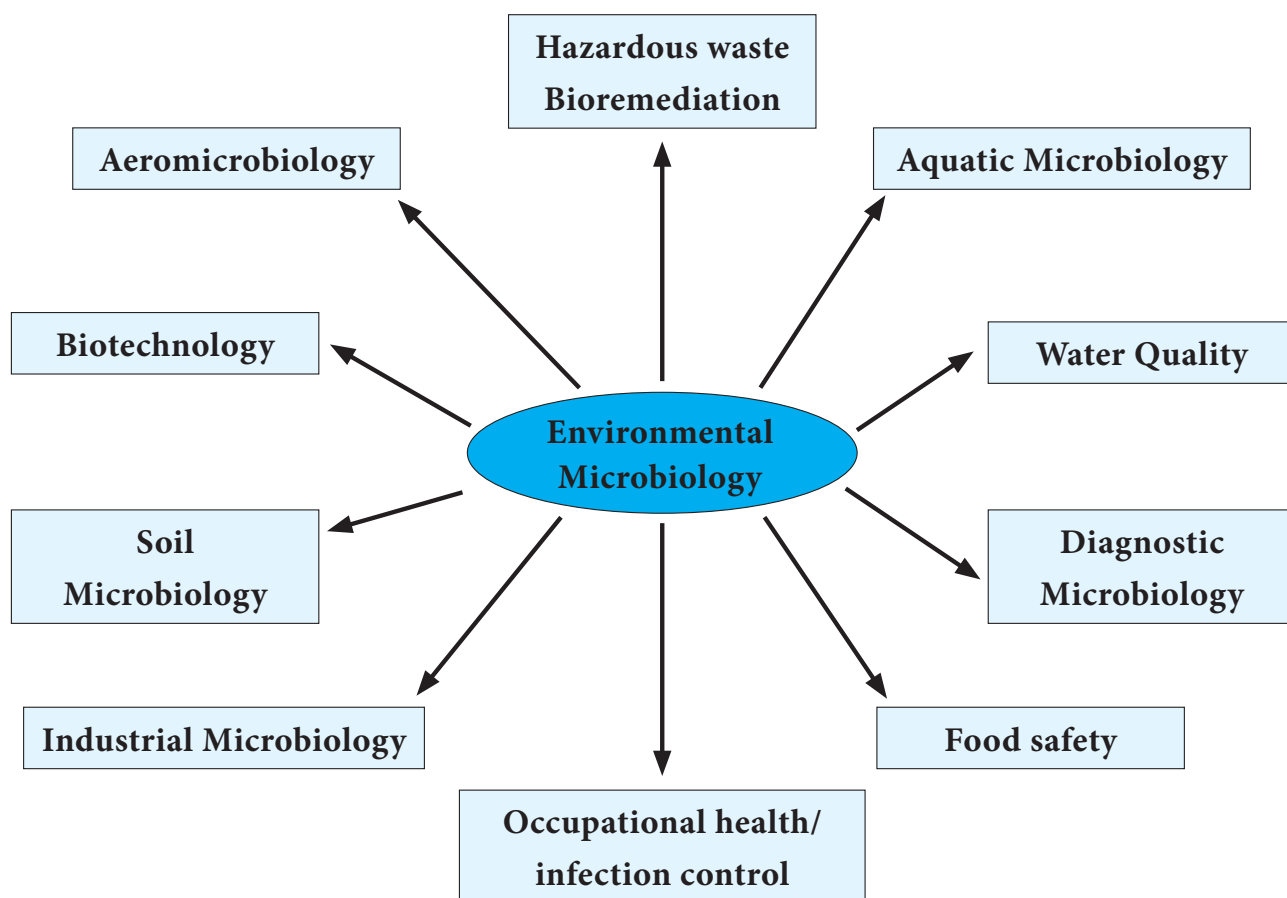 Hazardous waste
Bioremediation
Aeromicrobiology
Aquatic Microbiology
Biotechnology
Water Quality
Environmental
Microbiology
Soil
Microbiology
Diagnostic
Microbiology
Industrial Microbiology
Food safety
Occupational health/
infection control